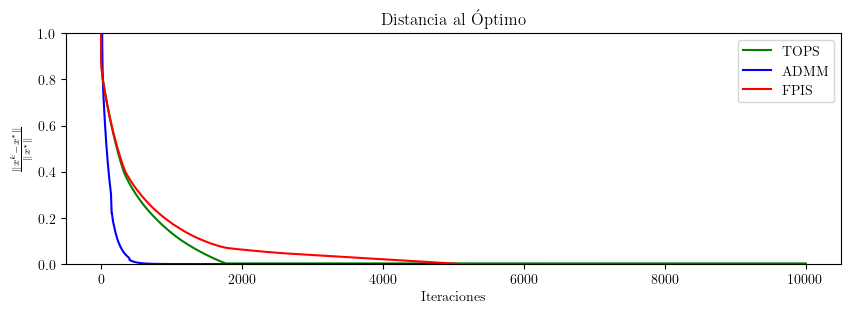 Distancia al Óptimo
1.0
0.8
0.6
0.4
0.2
0.0
||x^k − x*|| / ||x*||
TOPS
ADMM
FPIS
0 2000 4000 6000 8000 10000
Iteraciones